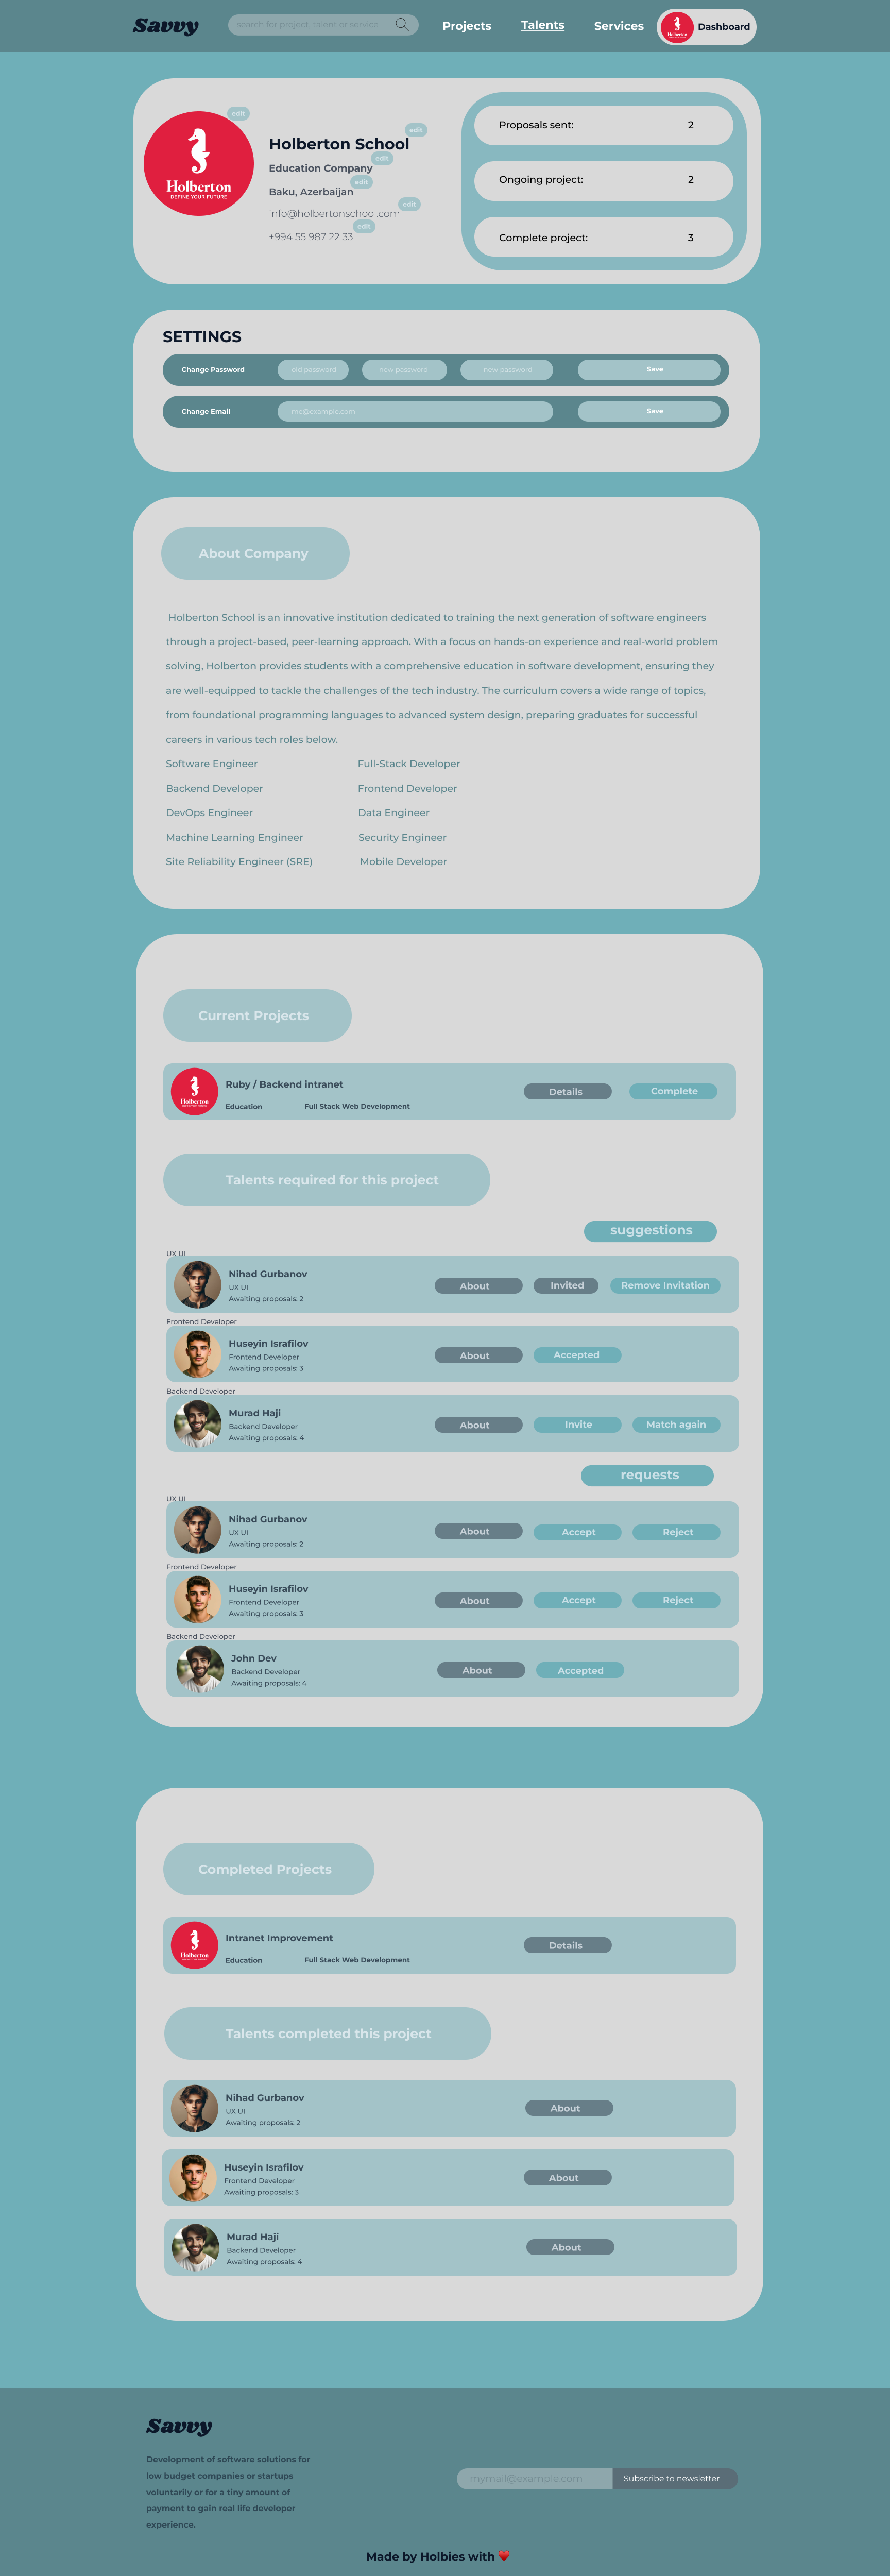 Savvy
search for project, talent or service
Projects
Talents
Services
Holberton
Dashboard
edit
Holberton
DEFINE YOUR FUTURE
edit
Holberton School
edit
Education Company
edit
Baku, Azerbaijan
edit
info@holbertonschool.com
edit
+994 55 987 22 33
Proposals sent: 2
Ongoing project: 2
Complete project: 3
SETTINGS
Change Password old password new password new password Save
Change Email me@example.com Save
About Company
Holberton School is an innovative institution dedicated to training the next generation of software engineers
through a project-based, peer-learning approach. With a focus on hands-on experience and real-world problem
solving, Holberton provides students with a comprehensive education in software development, ensuring they
are well-equipped to tackle the challenges of the tech industry. The curriculum covers a wide range of topics,
from foundational programming languages to advanced system design, preparing graduates for successful
careers in various tech roles below.
Software Engineer Full-Stack Developer
Backend Developer Frontend Developer
DevOps Engineer Data Engineer
Machine Learning Engineer Security Engineer
Site Reliability Engineer (SRE) Mobile Developer
Current Projects
Holberton
Ruby / Backend intranet
Education Full Stack Web Development
Details Complete
Talents required for this project
suggestions
UX UI
Nihad Gurbanov
UX UI
Awaiting proposals: 2
About Invited Remove Invitation
Frontend Developer
Huseyin Israfilov
Frontend Developer
Awaiting proposals: 3
About Accepted
Backend Developer
Murad Haji
Backend Developer
Awaiting proposals: 4
About Invite Match again
requests
UX UI
Nihad Gurbanov
UX UI
Awaiting proposals: 2
About Accept Reject
Frontend Developer
Huseyin Israfilov
Frontend Developer
Awaiting proposals: 3
About Accept Reject
Backend Developer
John Dev
Backend Developer
Awaiting proposals: 4
About Accepted
Completed Projects
Holberton
Intranet Improvement
Education Full Stack Web Development
Details
Talents completed this project
Nihad Gurbanov
UX UI
Awaiting proposals: 2
About
Huseyin Israfilov
Frontend Developer
Awaiting proposals: 3
About
Murad Haji
Backend Developer
Awaiting proposals: 4
About
Savvy
Development of software solutions for
low budget companies or startups
voluntarily or for a tiny amount of
payment to gain real life developer
experience.
mymail@example.com Subscribe to newsletter
Made by Holbies with ❤️